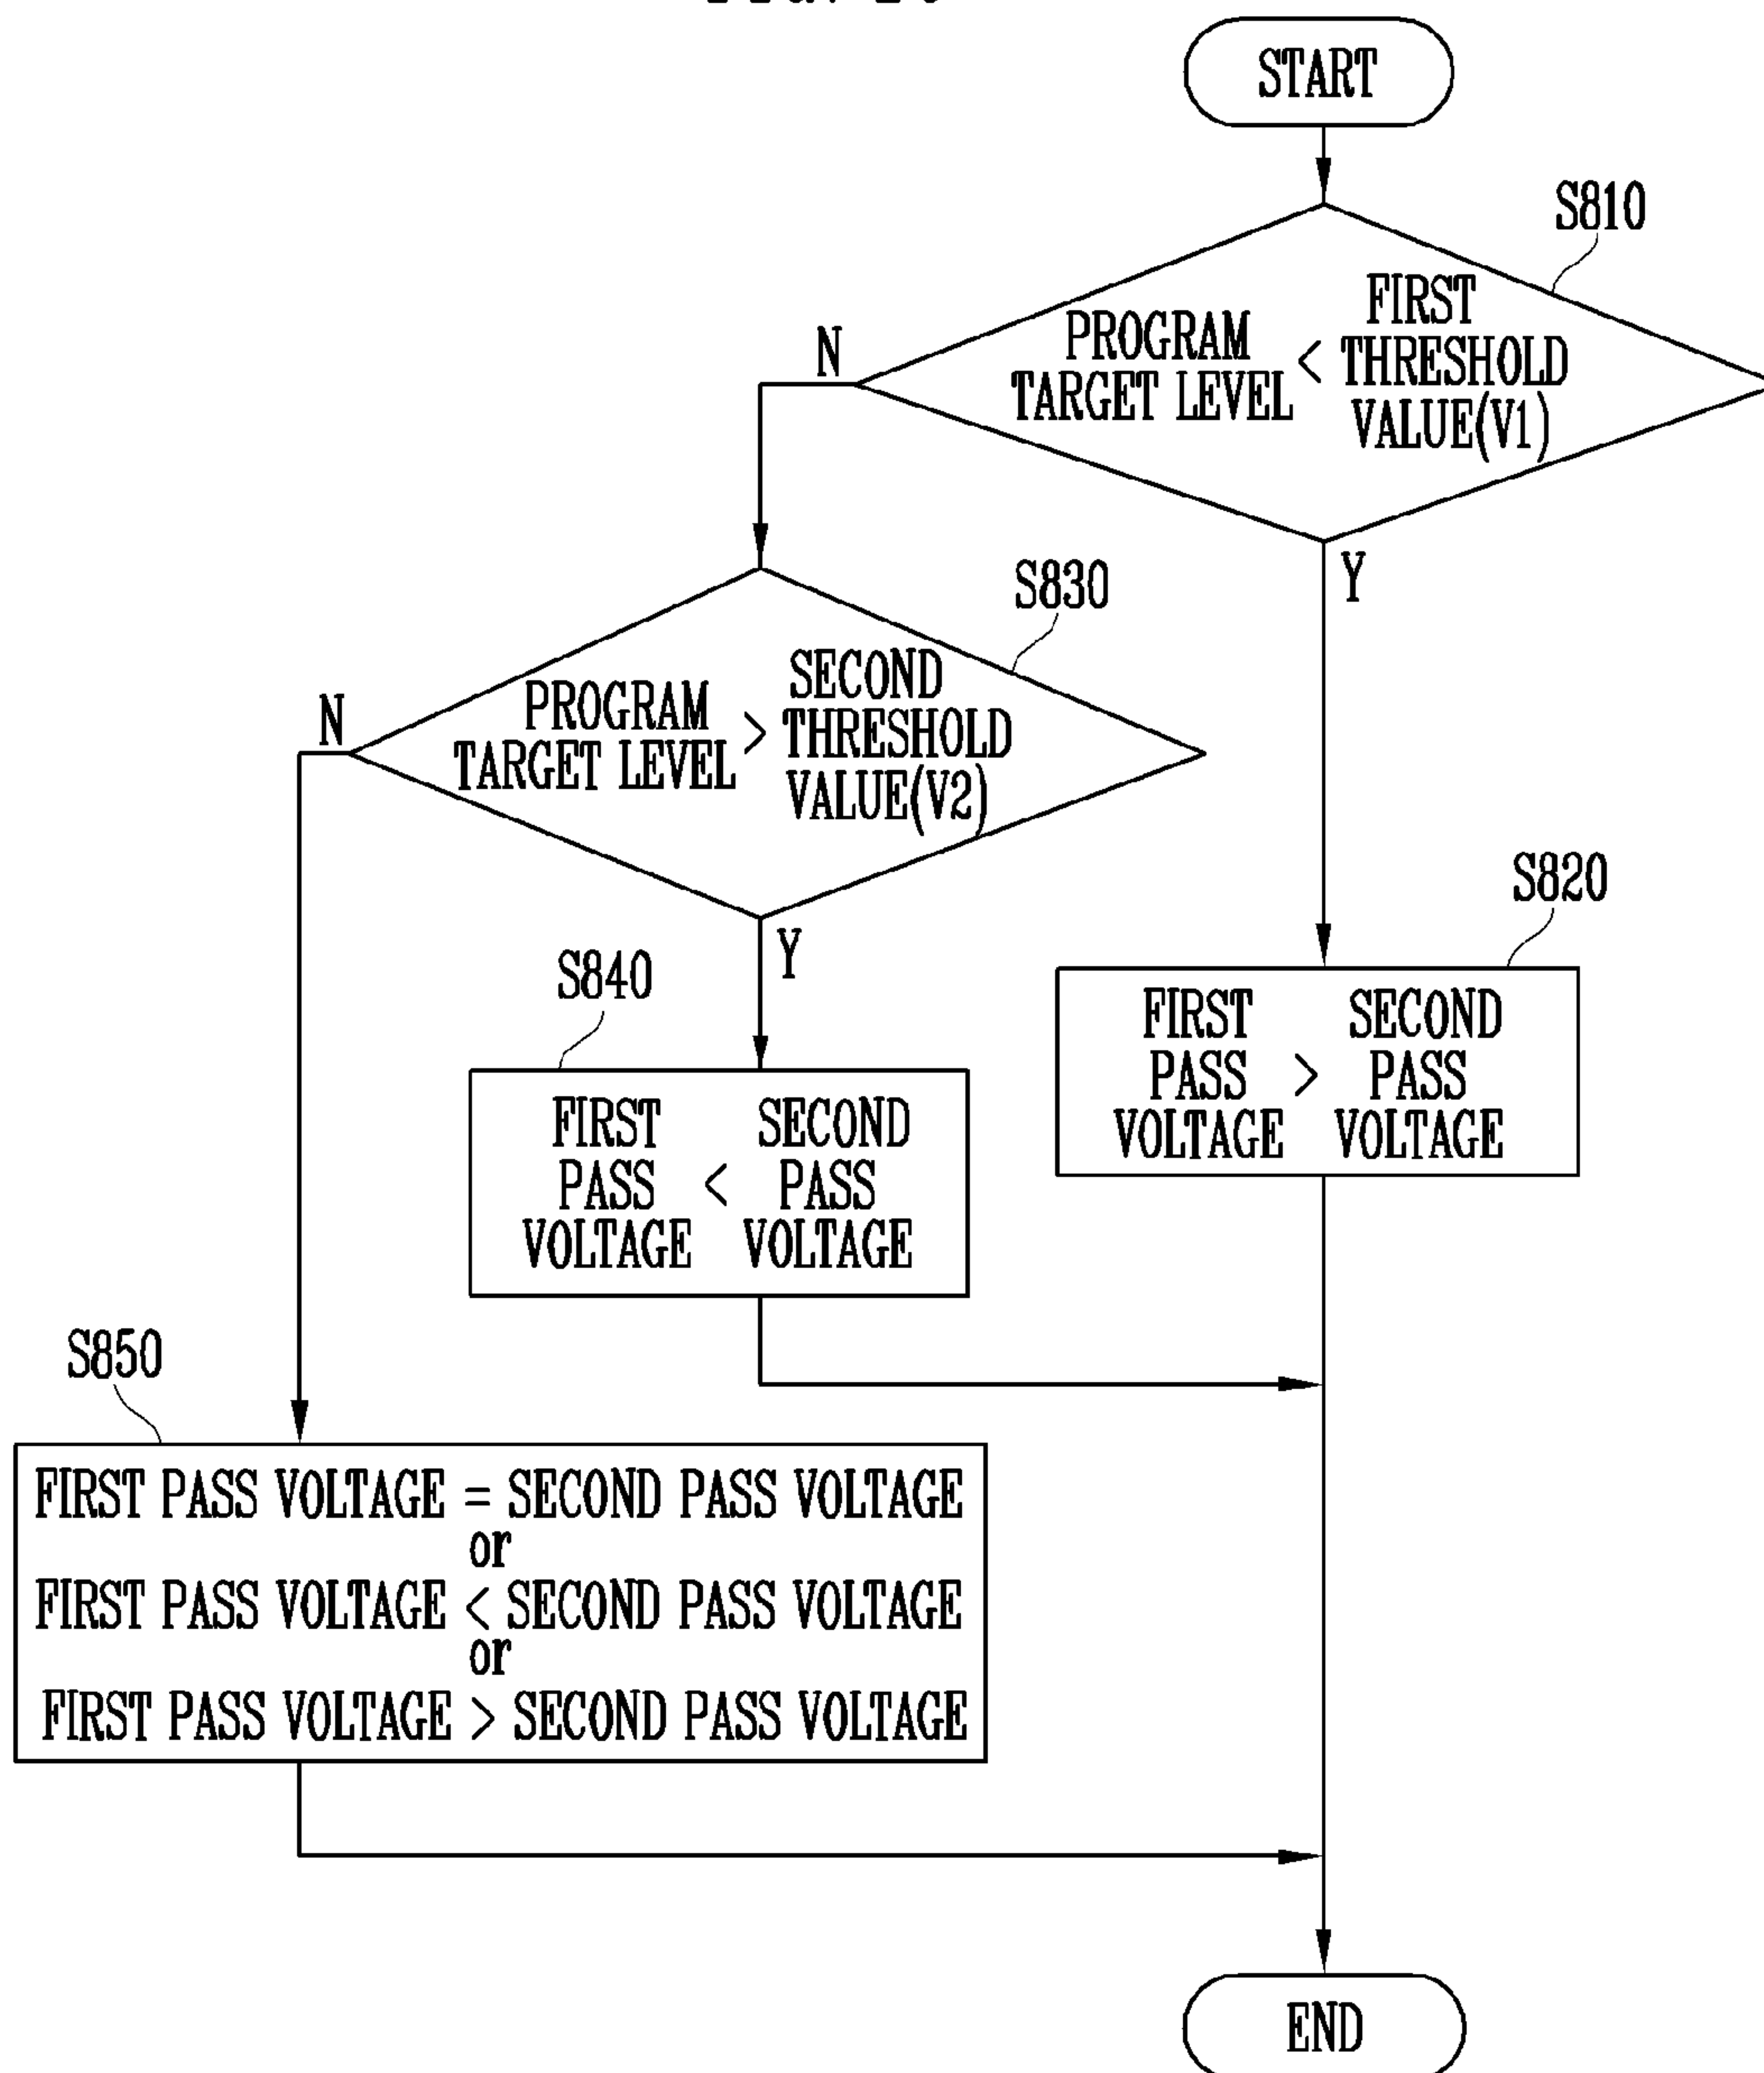 START
S810
PROGRAM
TARGET LEVEL
<
FIRST
THRESHOLD
VALUE(V1)
N
Y
S830
PROGRAM
TARGET LEVEL
>
SECOND
THRESHOLD
VALUE(V2)
N
Y
S820
FIRST
PASS
VOLTAGE
>
SECOND
PASS
VOLTAGE
S840
FIRST
PASS
VOLTAGE
<
SECOND
PASS
VOLTAGE
S850
FIRST PASS VOLTAGE = SECOND PASS VOLTAGE
or
FIRST PASS VOLTAGE < SECOND PASS VOLTAGE
or
FIRST PASS VOLTAGE > SECOND PASS VOLTAGE
END